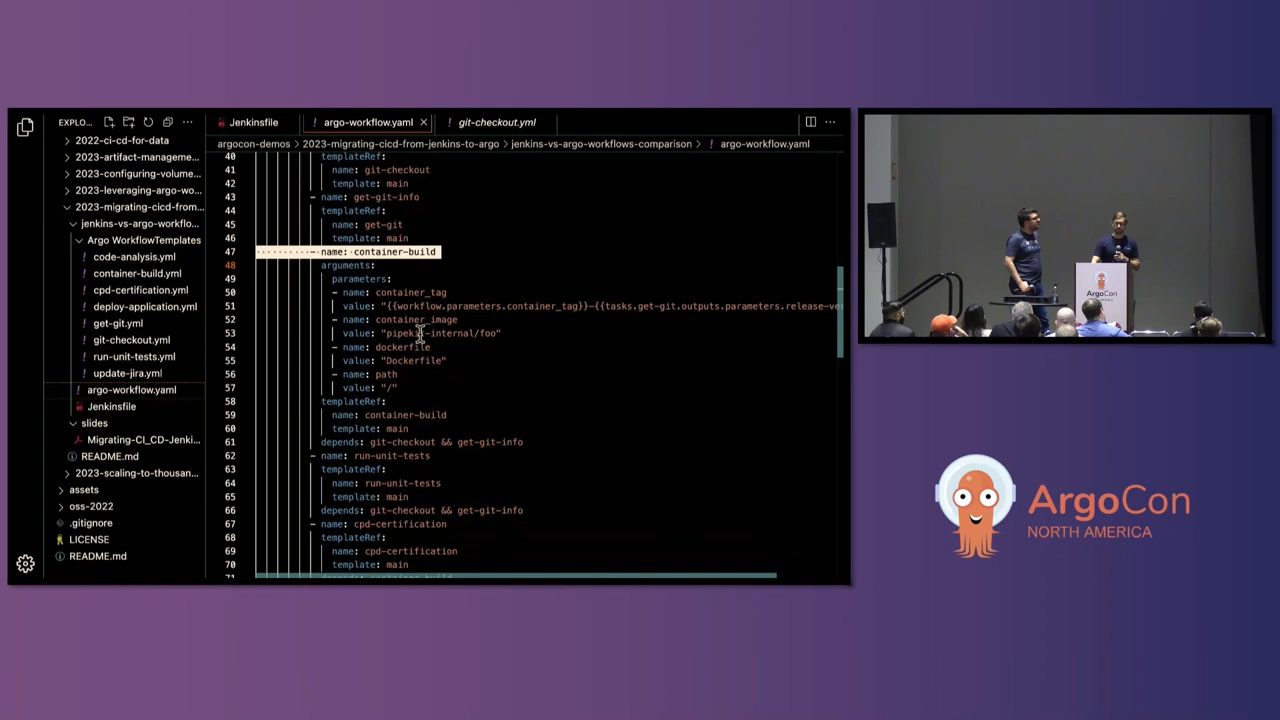 EXPLO... ···
Jenkinsfile
argo-workflow.yaml
git-checkout.yml
···
argocon-demos > 2023-migrating-cicd-from-jenkins-to-argo > jenkins-vs-argo-workflows-comparison > ! argo-workflow.yaml
2022-ci-cd-for-data
2023-artifact-manageme...
2023-configuring-volume...
2023-leveraging-argo-wo...
2023-migrating-cicd-from...
jenkins-vs-argo-workflo...
Argo WorkflowTemplates
! code-analysis.yml
! container-build.yml
! cpd-certification.yml
! deploy-application.yml
! get-git.yml
! git-checkout.yml
! run-unit-tests.yml
! update-jira.yml
! argo-workflow.yaml
Jenkinsfile
slides
Migrating-CI_CD-Jenki...
README.md
2023-scaling-to-thousan...
assets
oss-2022
.gitignore
LICENSE
README.md
40 templateRef:
41 name: git-checkout
42 template: main
43 - name: get-git-info
44 templateRef:
45 name: get-git
46 template: main
47 - name: container-build
48 arguments:
49 parameters:
50 - name: container_tag
51 value: "{{workflow.parameters.container_tag}}-{{tasks.get-git.outputs.parameters.release-ve
52 - name: container_image
53 value: "pipekit-internal/foo"
54 - name: dockerfile
55 value: "Dockerfile"
56 - name: path
57 value: "/"
58 templateRef:
59 name: container-build
60 template: main
61 depends: git-checkout && get-git-info
62 - name: run-unit-tests
63 templateRef:
64 name: run-unit-tests
65 template: main
66 depends: git-checkout && get-git-info
67 - name: cpd-certification
68 templateRef:
69 name: cpd-certification
70 template: main
71 depends: container-build
ArgoCon
NORTH AMERICA
ArgoCon
NORTH AMERICA